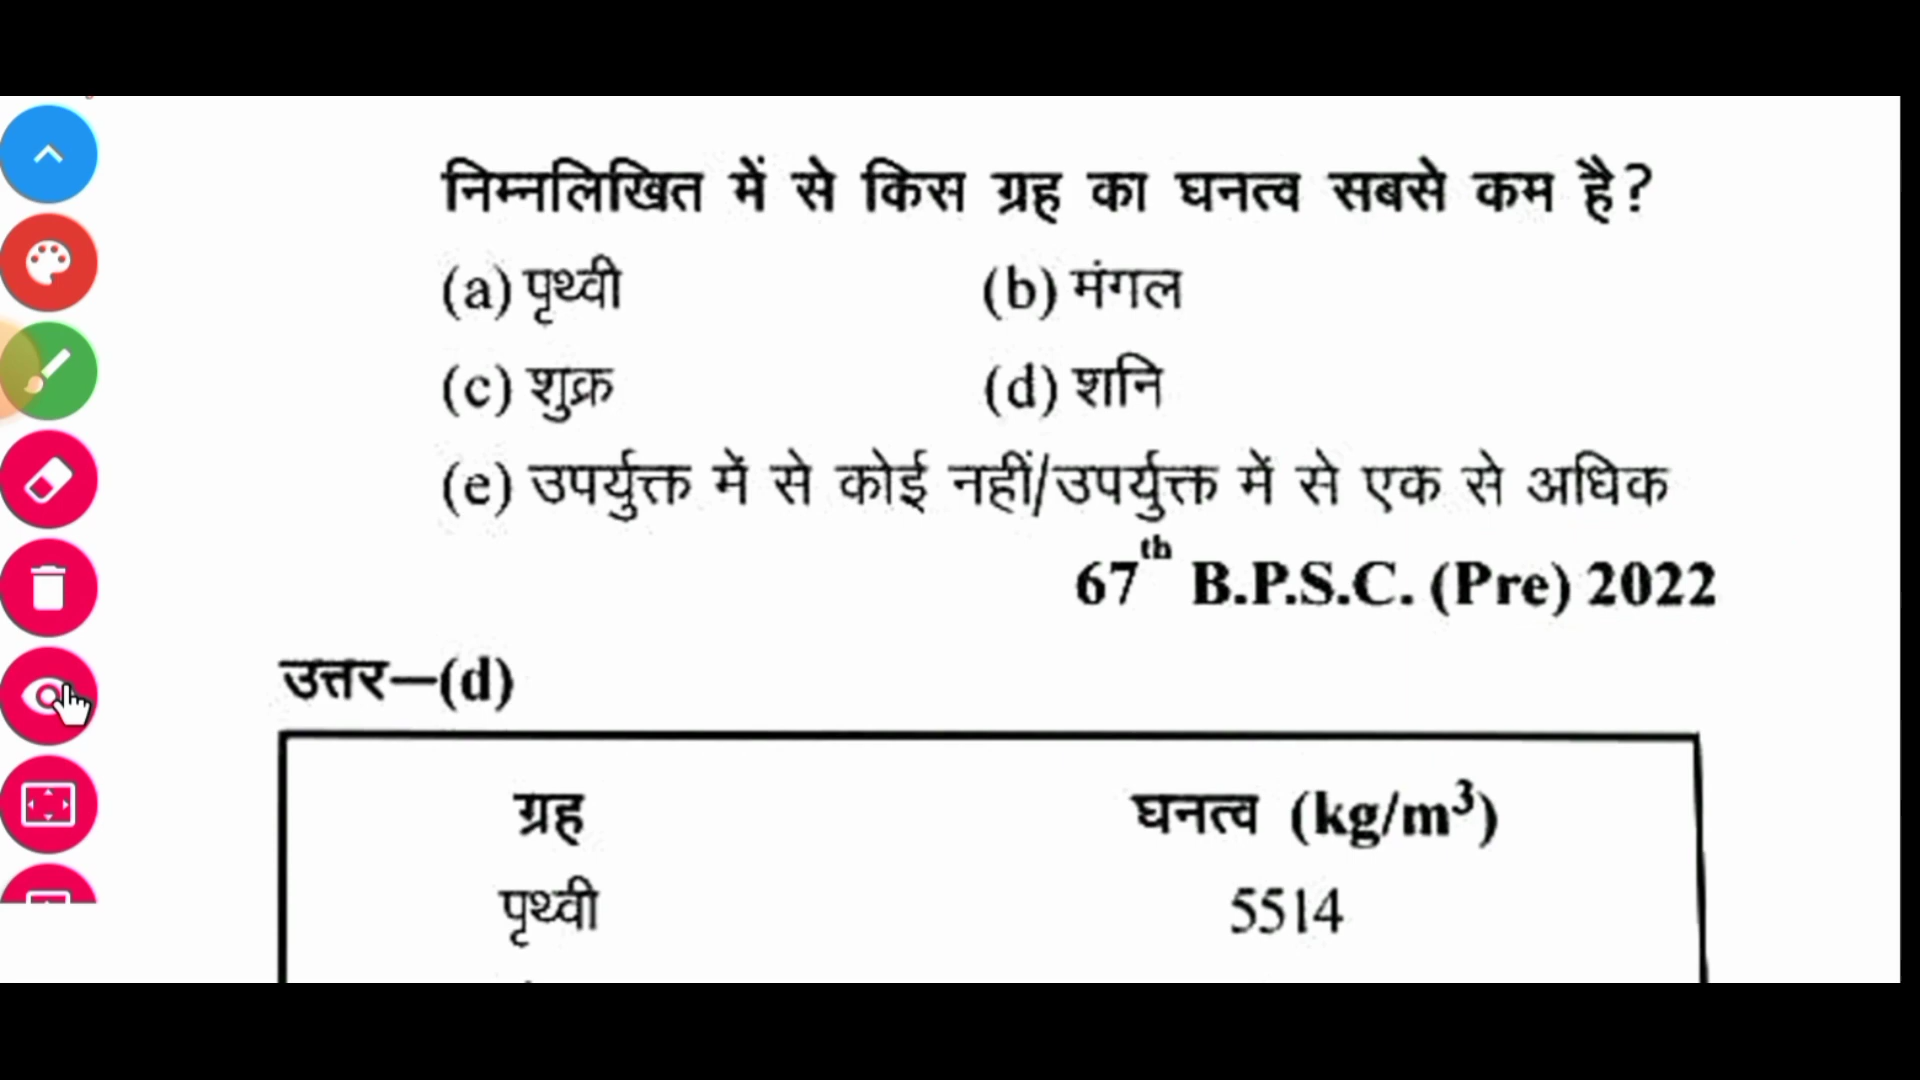 निम्नलिखित में से किस ग्रह का घनत्व सबसे कम है?
(a) पृथ्वी (b) मंगल
(c) शुक्र (d) शनि
(e) उपर्युक्त में से कोई नहीं/उपर्युक्त में से एक से अधिक
67th B.P.S.C. (Pre) 2022
उत्तर—(d)
ग्रह घनत्व (kg/m³)
पृथ्वी 5514